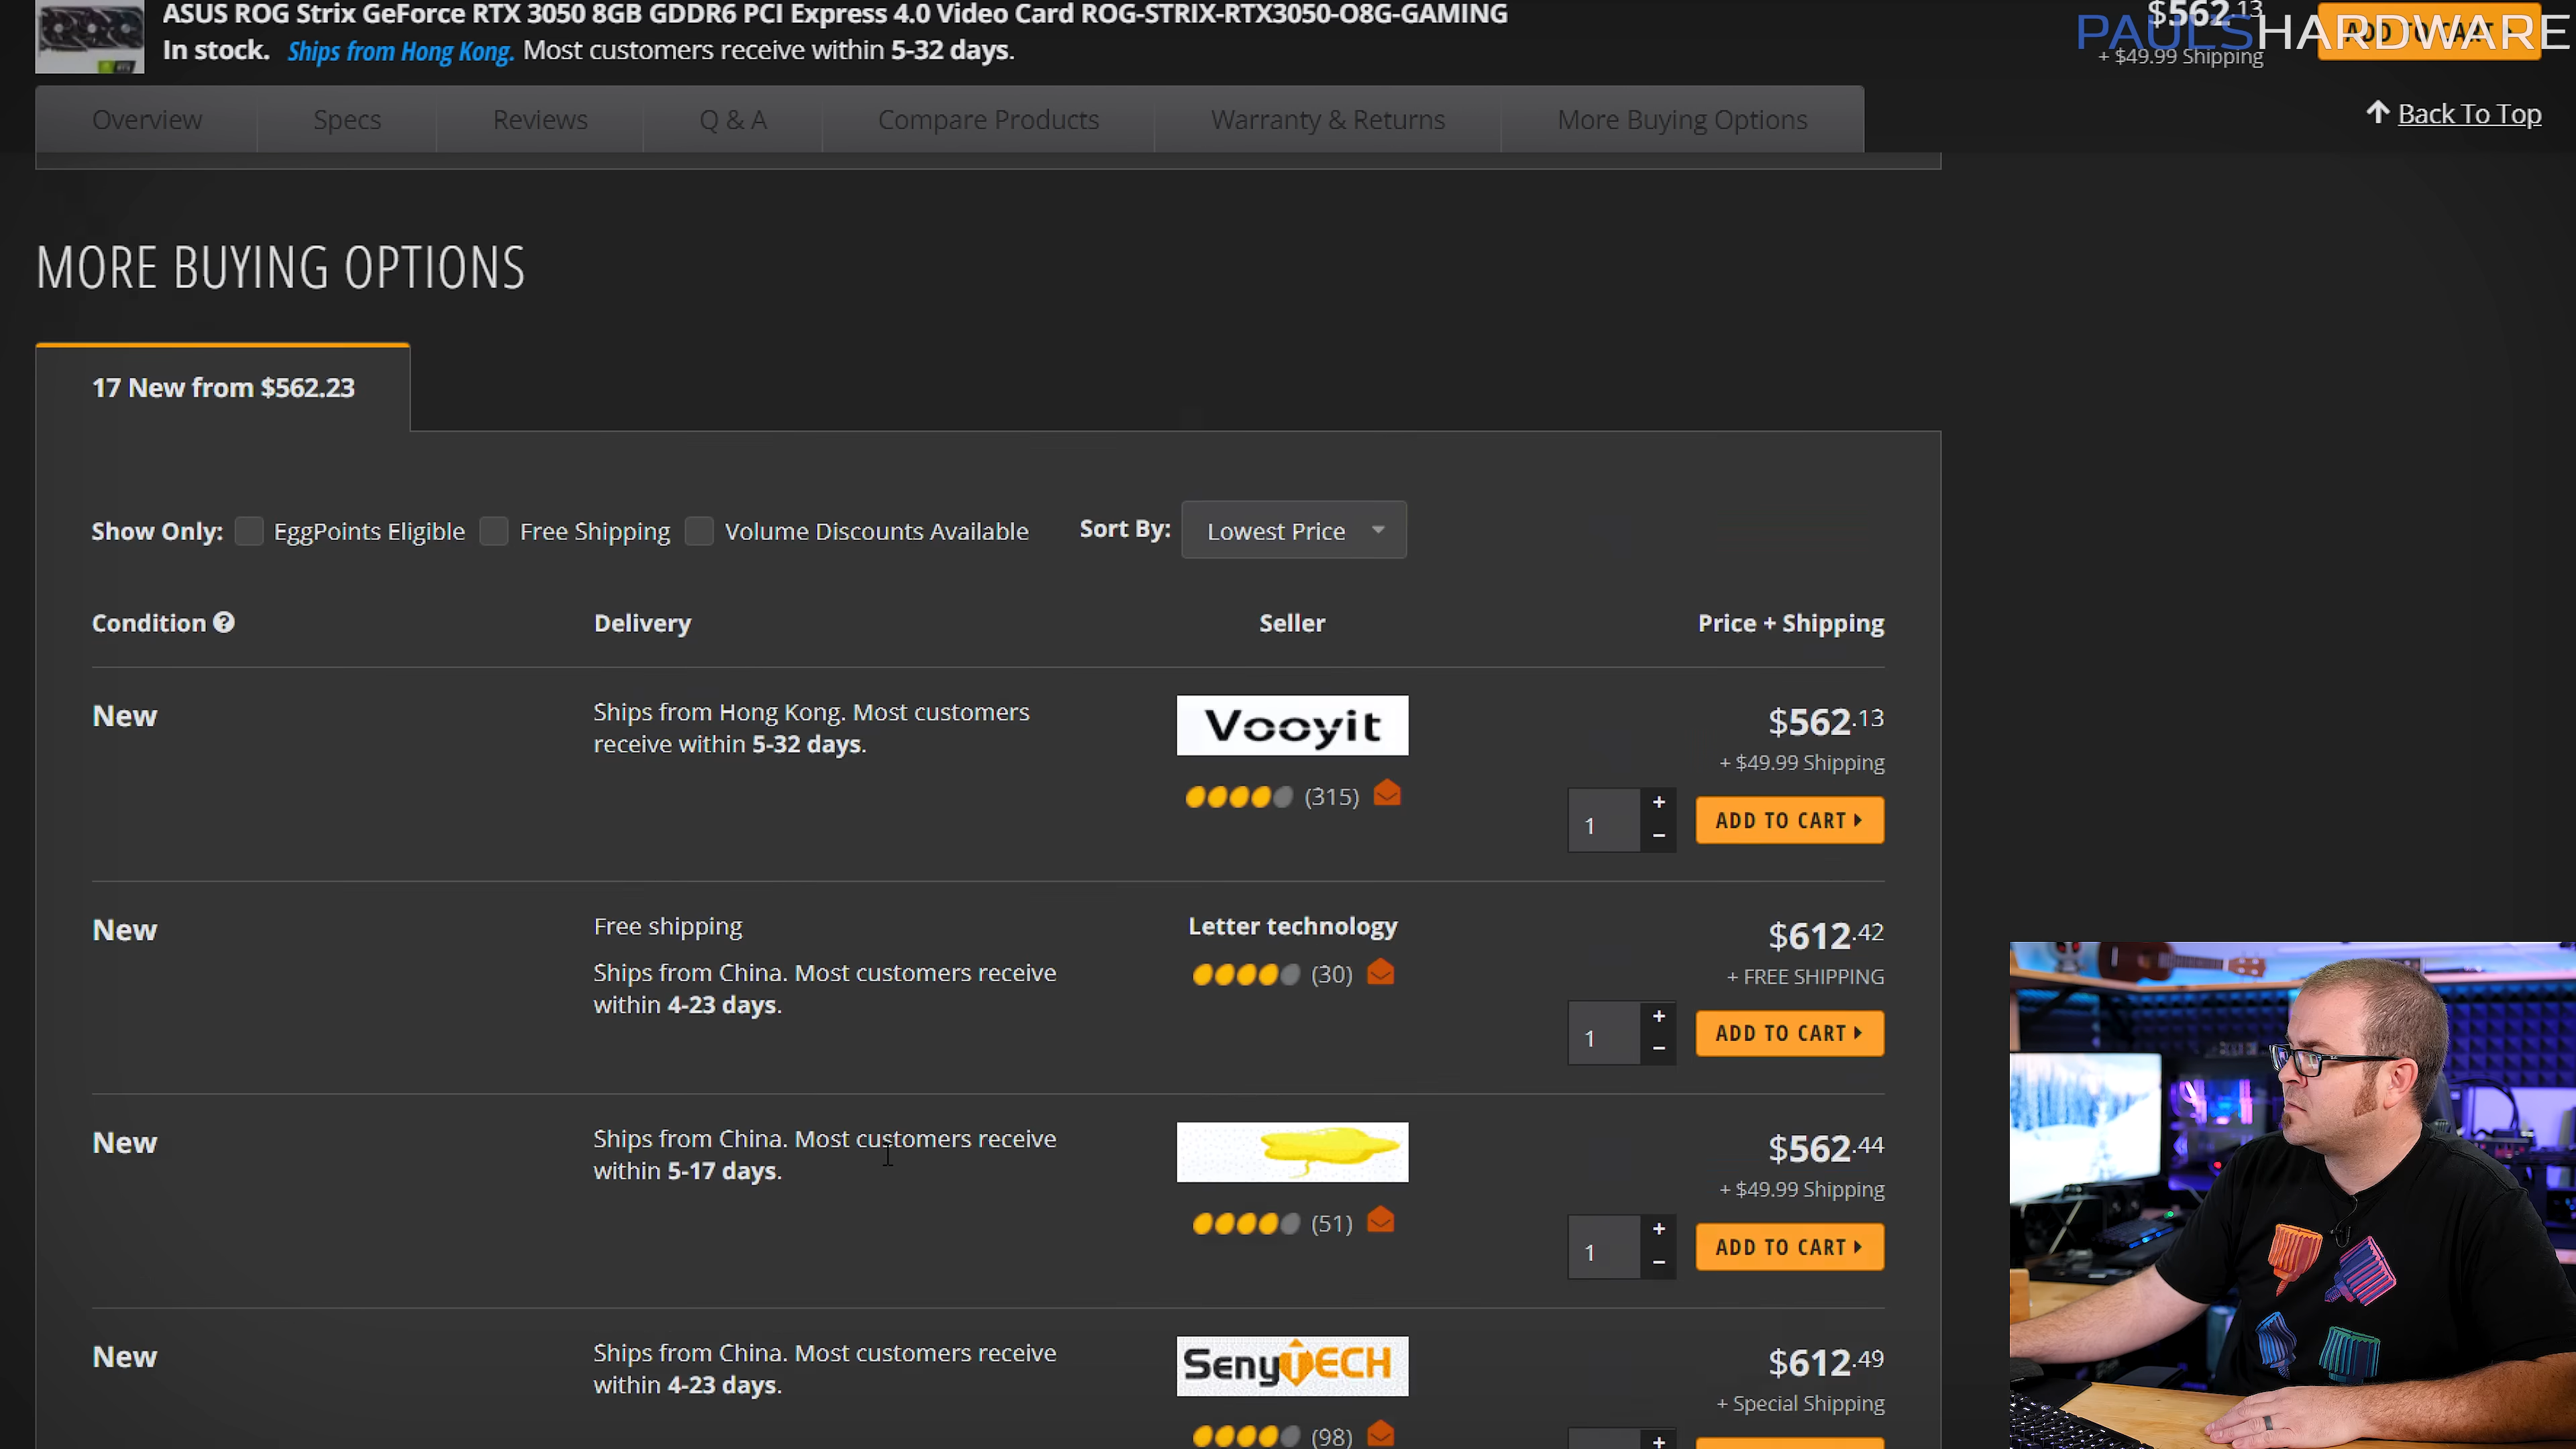 ASUS ROG Strix GeForce RTX 3050 8GB GDDR6 PCI Express 4.0 Video Card ROG-STRIX-RTX3050-O8G-GAMING
In stock. Ships from Hong Kong. Most customers receive within 5-32 days.
$562.13
+ $49.99 Shipping
ADD TO CART
PAULSHARDWARE
Overview
Specs
Reviews
Q & A
Compare Products
Warranty & Returns
More Buying Options
Back To Top
MORE BUYING OPTIONS
17 New from $562.23
Show Only: EggPoints Eligible Free Shipping Volume Discounts Available Sort By: Lowest Price
Condition ? Delivery Seller Price + Shipping
New
Ships from Hong Kong. Most customers
receive within 5-32 days.
Vooyit
(315)
$562.13
+ $49.99 Shipping
1 + −
ADD TO CART
New
Free shipping
Ships from China. Most customers receive
within 4-23 days.
Letter technology
(30)
$612.42
+ FREE SHIPPING
1 + −
ADD TO CART
New
Ships from China. Most customers receive
within 5-17 days.
(51)
$562.44
+ $49.99 Shipping
1 + −
ADD TO CART
New
Ships from China. Most customers receive
within 4-23 days.
SenyTECH
(98)
$612.49
+ Special Shipping
+